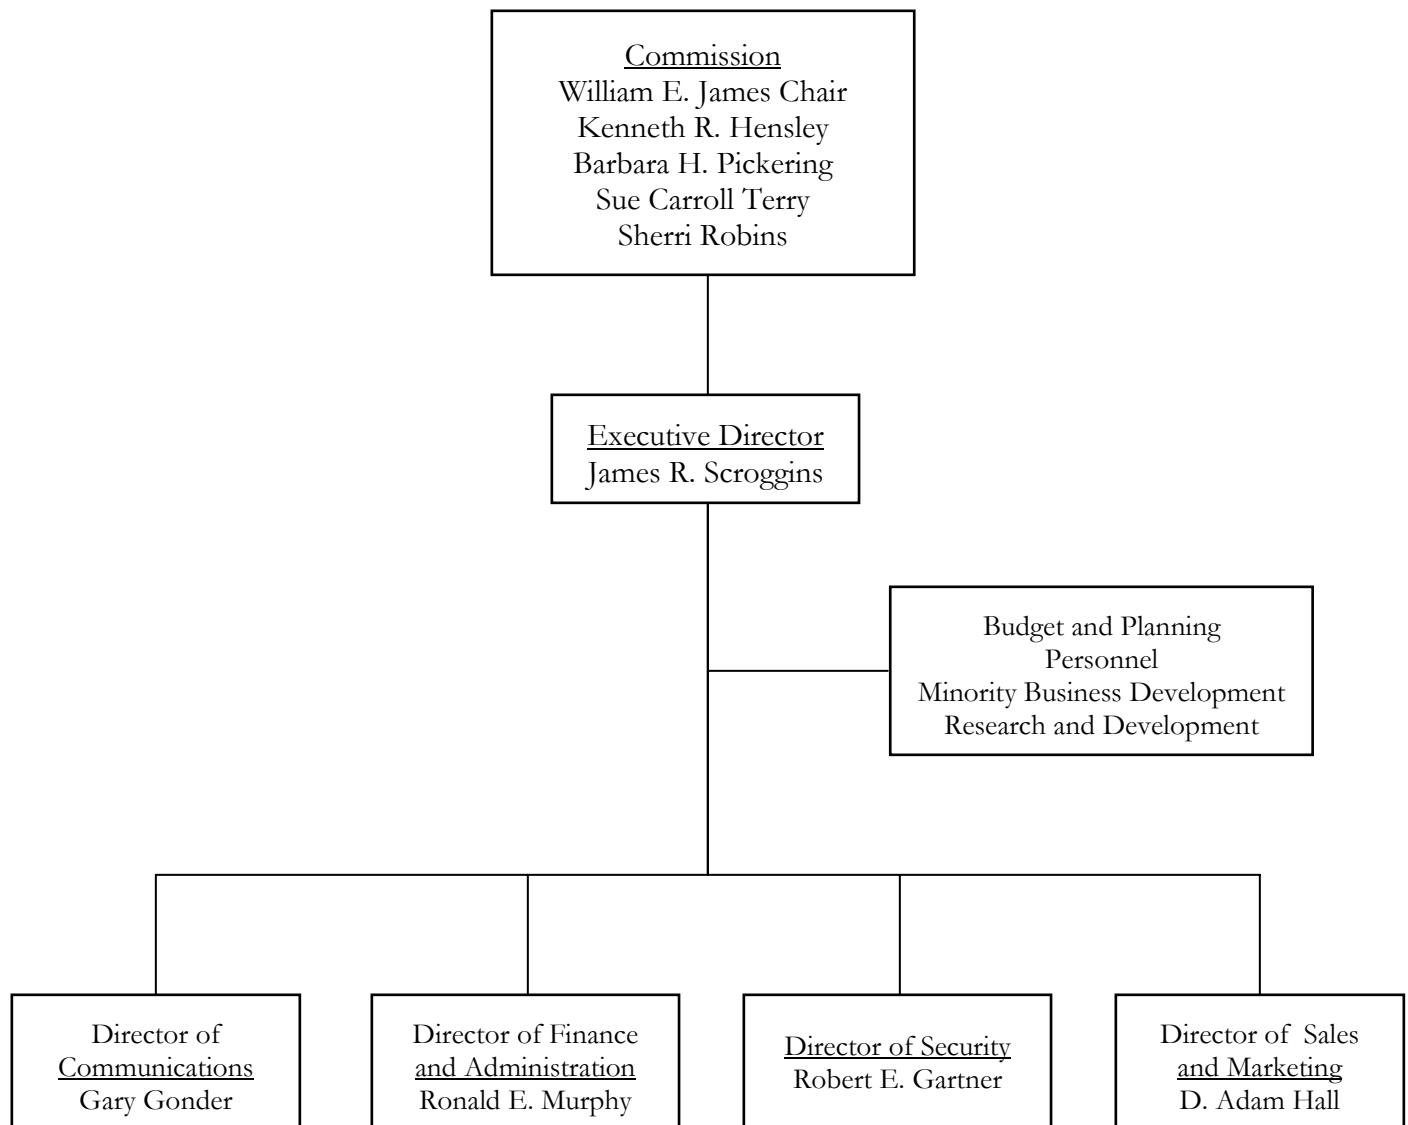 Commission
William E. James Chair
Kenneth R. Hensley
Barbara H. Pickering
Sue Carroll Terry
Sherri Robins
Executive Director
James R. Scroggins
Budget and Planning
Personnel
Minority Business Development
Research and Development
Director of
Communications
Gary Gonder
Director of Finance
and Administration
Ronald E. Murphy
Director of Security
Robert E. Gartner
Director of  Sales
and Marketing
D. Adam Hall